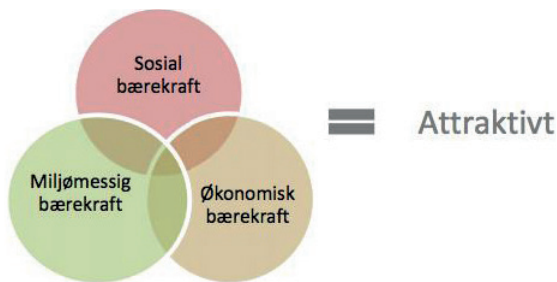 Sosial
bærekraft
Miljømessig
bærekraft
Økonomisk
bærekraft
= Attraktivt